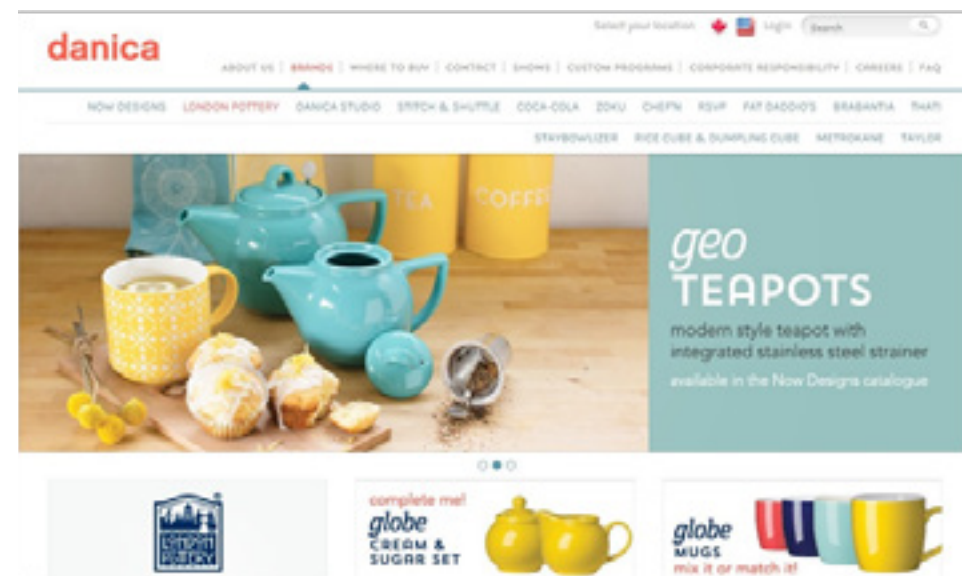 Select your location Login Search
danica
ABOUT US | BRANDS | WHERE TO BUY | CONTACT | SHOWS | CUSTOM PROGRAMS | CORPORATE RESPONSIBILITY | CAREERS | FAQ
NOW DESIGNS LONDON POTTERY DANICA STUDIO STITCH & SHUTTLE COCA-COLA ZOKU CHEF'N RSVP FAT DADDIO'S BRABANTIA THAT!
STAYBOWLIZER RICE CUBE & DUMPLING CUBE METROKANE TAYLOR
TEA COFFEE
geo
TEAPOTS
modern style teapot with
integrated stainless steel strainer
available in the Now Designs catalogue
LONDON
POTTERY
complete me!
globe
CREAM &
SUGAR SET
globe
MUGS
mix it or match it!